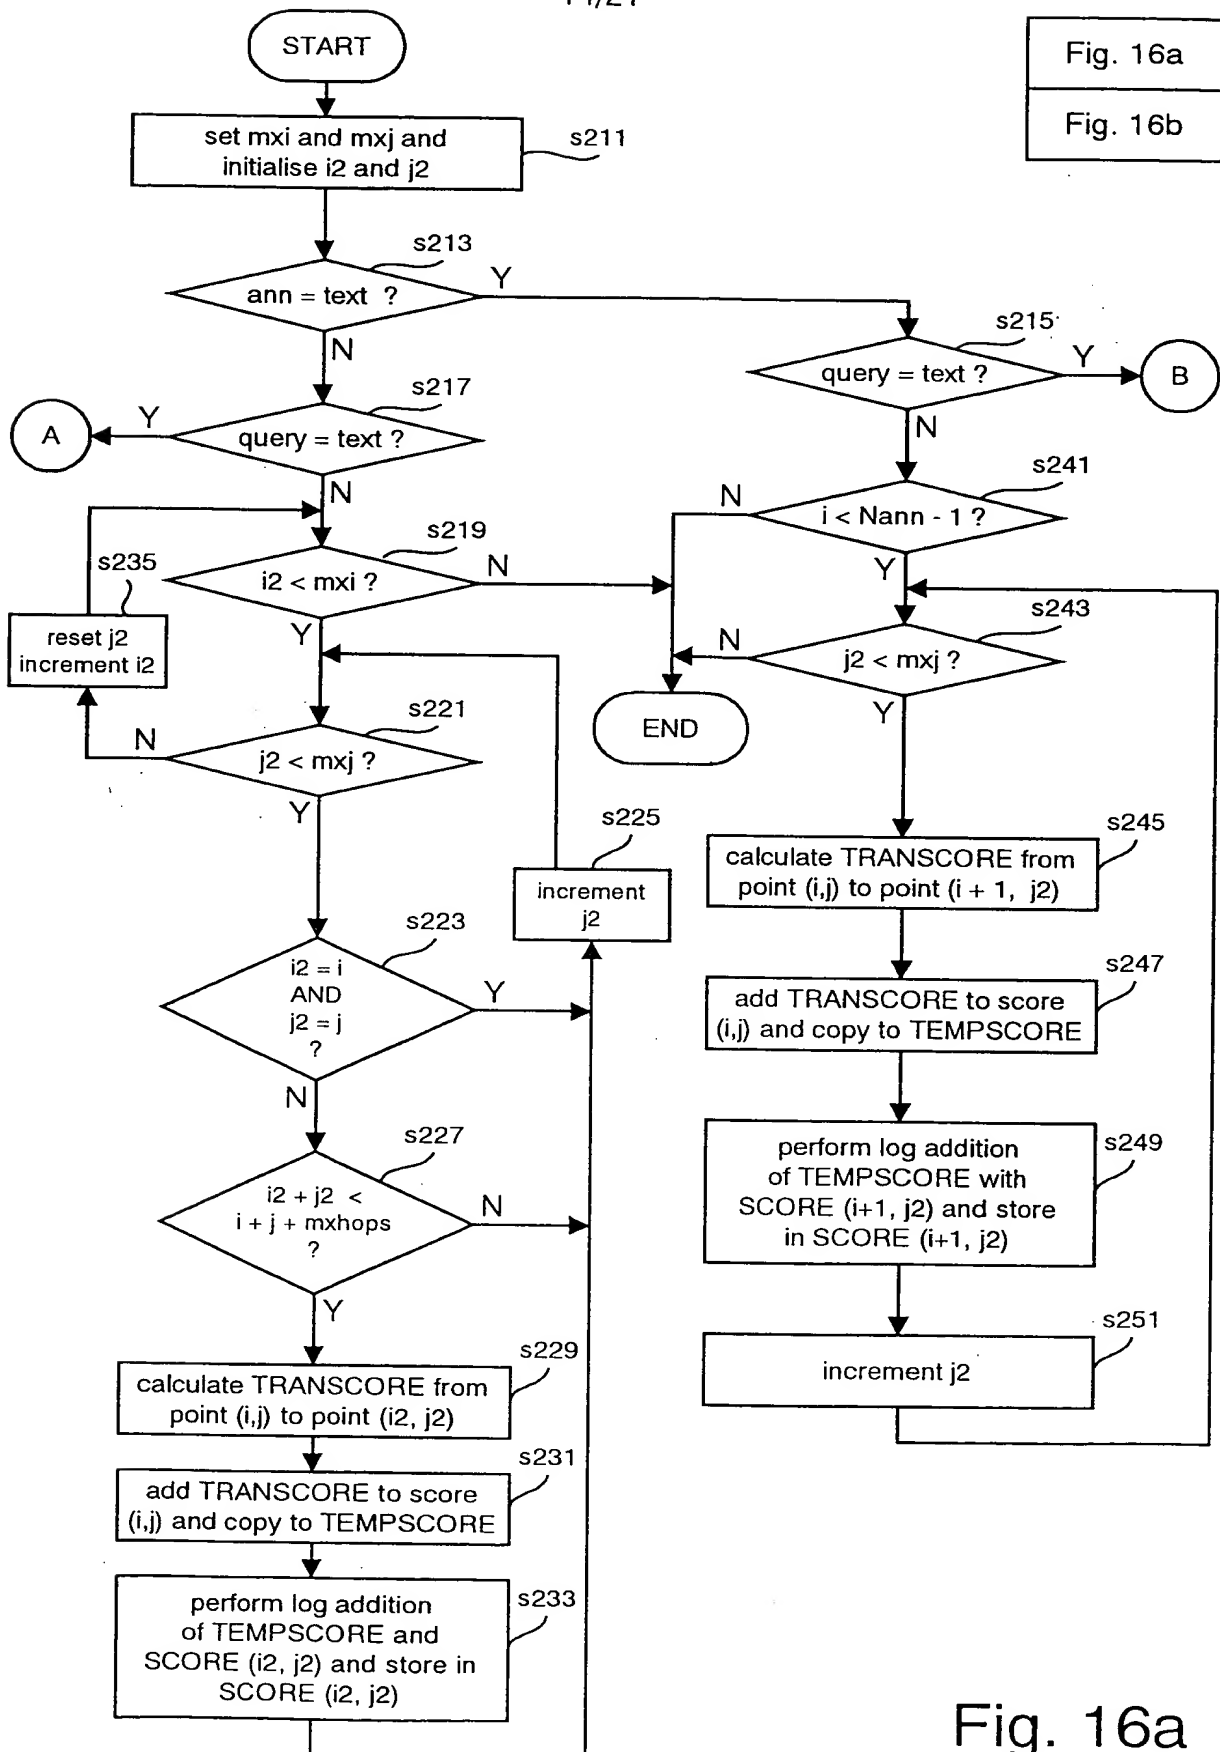 START
Fig. 16a
Fig. 16b
set mxi and mxj and
initialise i2 and j2
s211
s213
ann = text ?
Y
N
s215
query = text ?
Y
B
N
s217
query = text ?
Y
A
N
s241
i < Nann - 1 ?
N
Y
s219
i2 < mxi ?
N
Y
s235
reset j2
increment i2
s243
j2 < mxj ?
N
Y
END
s221
j2 < mxj ?
N
Y
s225
increment
j2
s245
calculate TRANSCORE from
point (i,j) to point (i + 1, j2)
s223
i2 = i
AND
j2 = j
?
Y
N
s247
add TRANSCORE to score
(i,j) and copy to TEMPSCORE
s227
i2 + j2 <
i + j + mxhops
?
N
Y
s249
perform log addition
of TEMPSCORE with
SCORE (i+1, j2) and store
in SCORE (i+1, j2)
s251
increment j2
s229
calculate TRANSCORE from
point (i,j) to point (i2, j2)
s231
add TRANSCORE to score
(i,j) and copy to TEMPSCORE
s233
perform log addition
of TEMPSCORE and
SCORE (i2, j2) and store in
SCORE (i2, j2)
Fig. 16a